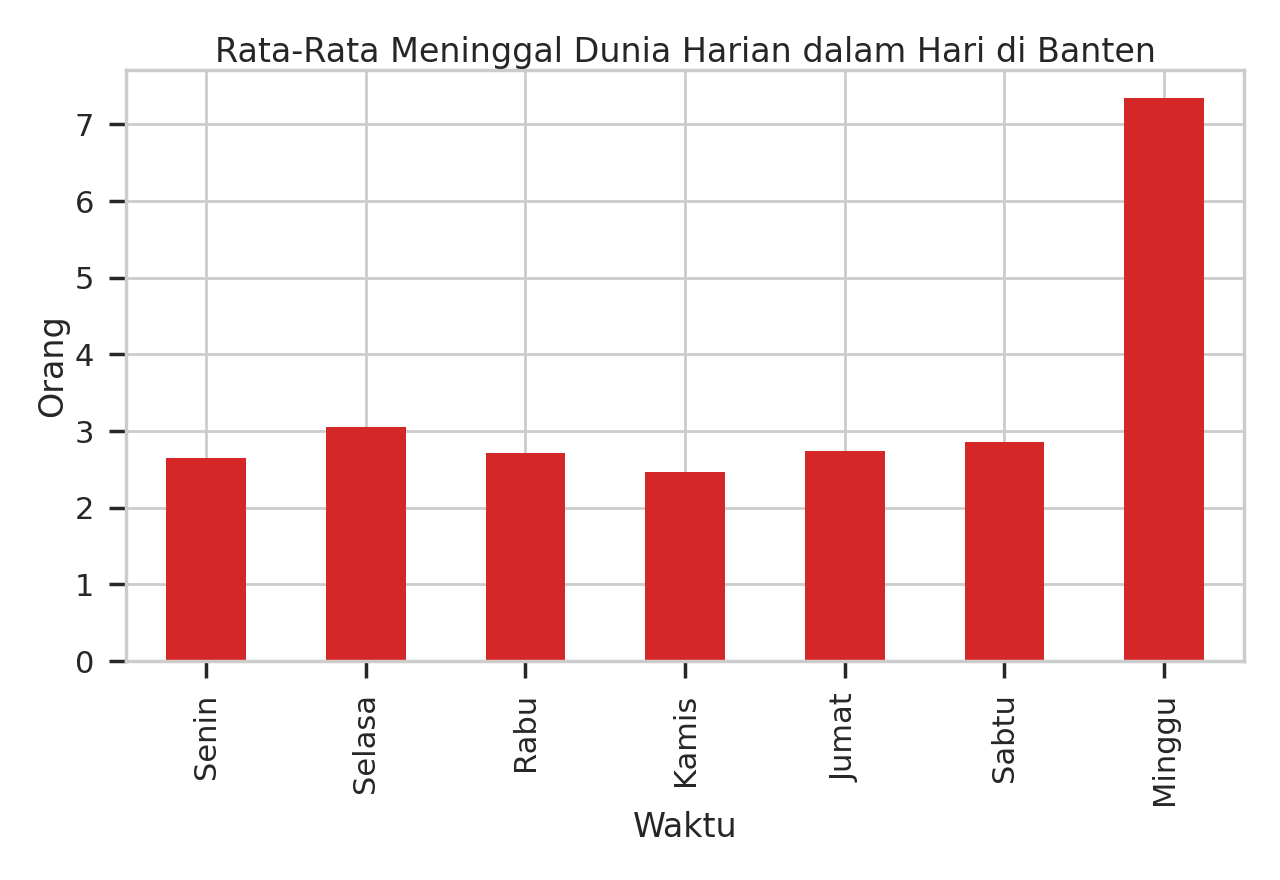 Rata-Rata Meninggal Dunia Harian dalam Hari di Banten
Orang
7
6
5
4
3
2
1
0
Senin
Selasa
Rabu
Kamis
Jumat
Sabtu
Minggu
Waktu